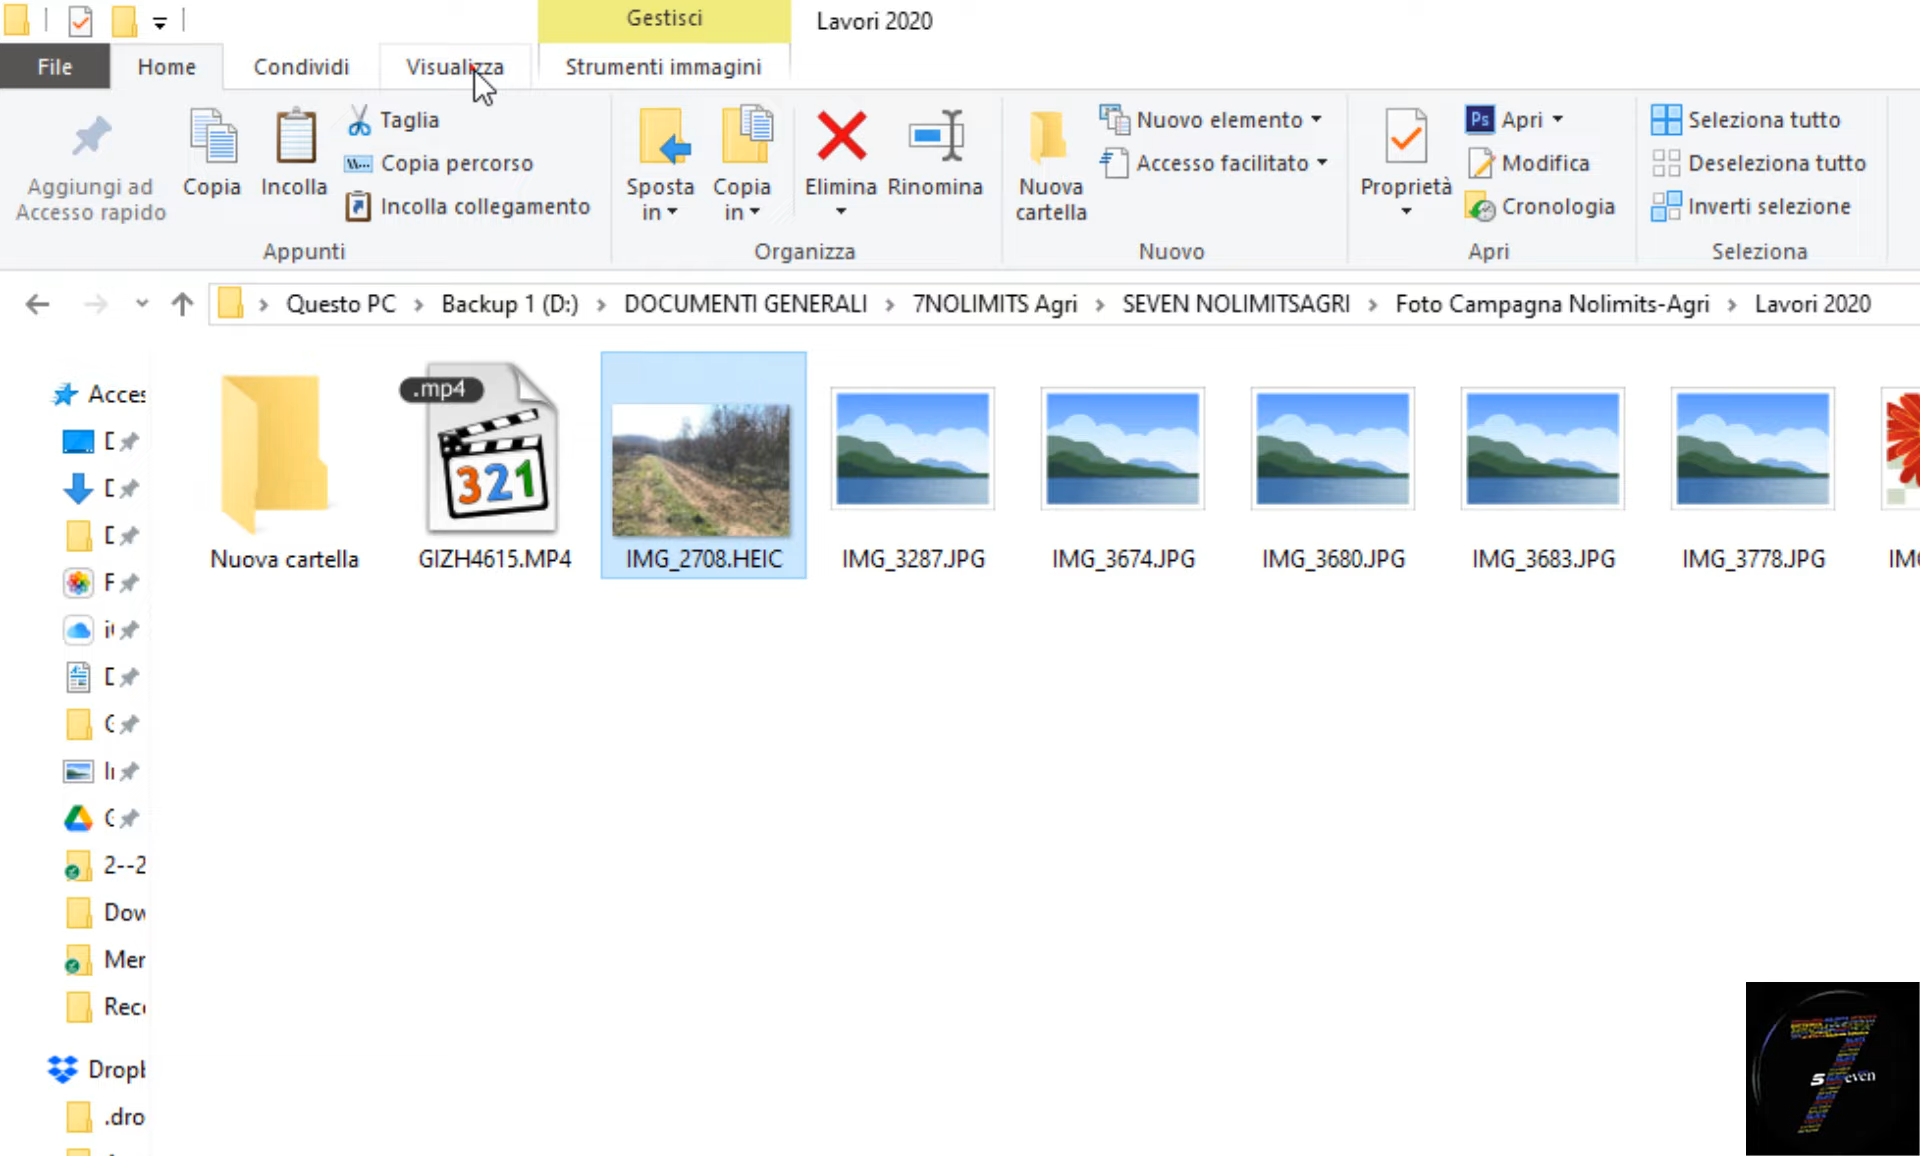 Gestisci
Lavori 2020
File
Home
Condividi
Visualizza
Strumenti immagini
Aggiungi ad
Accesso rapido
Copia
Incolla
Taglia
Copia percorso
Incolla collegamento
Appunti
Sposta
in
Copia
in
Elimina
Rinomina
Organizza
Nuova
cartella
Nuovo elemento
Accesso facilitato
Nuovo
Proprietà
Ps Apri
Modifica
Cronologia
Apri
Seleziona tutto
Deseleziona tutto
Inverti selezione
Seleziona
Questo PC > Backup 1 (D:) > DOCUMENTI GENERALI > 7NOLIMITS Agri > SEVEN NOLIMITSAGRI > Foto Campagna Nolimits-Agri > Lavori 2020
Acces
2--2
Dow
Mer
Rec
Dropb
.dro
.mp4
321
Nuova cartella
GIZH4615.MP4
IMG_2708.HEIC
IMG_3287.JPG
IMG_3674.JPG
IMG_3680.JPG
IMG_3683.JPG
IMG_3778.JPG